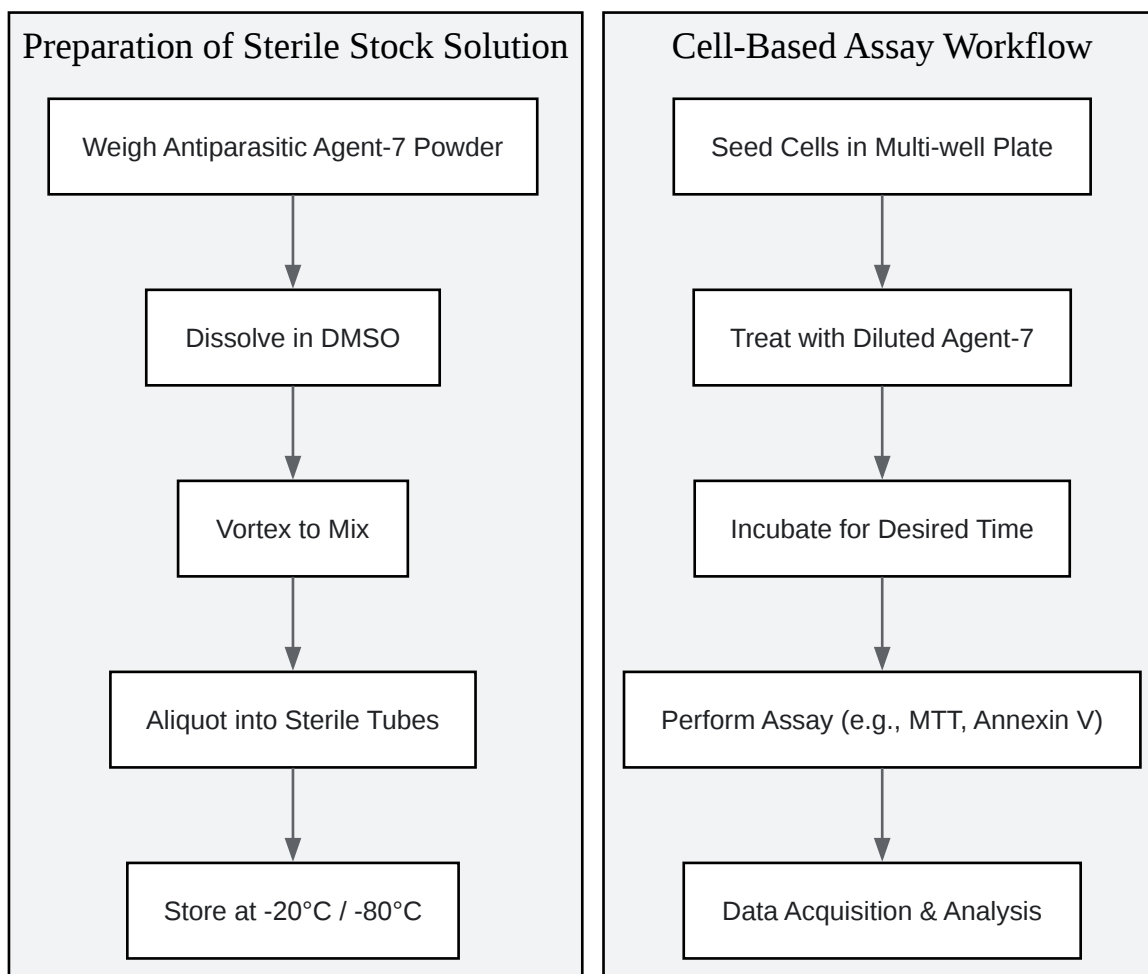 Preparation of Sterile Stock Solution
Weigh Antiparasitic Agent-7 Powder
Dissolve in DMSO
Vortex to Mix
Aliquot into Sterile Tubes
Store at -20°C / -80°C
Cell-Based Assay Workflow
Seed Cells in Multi-well Plate
Treat with Diluted Agent-7
Incubate for Desired Time
Perform Assay (e.g., MTT, Annexin V)
Data Acquisition & Analysis